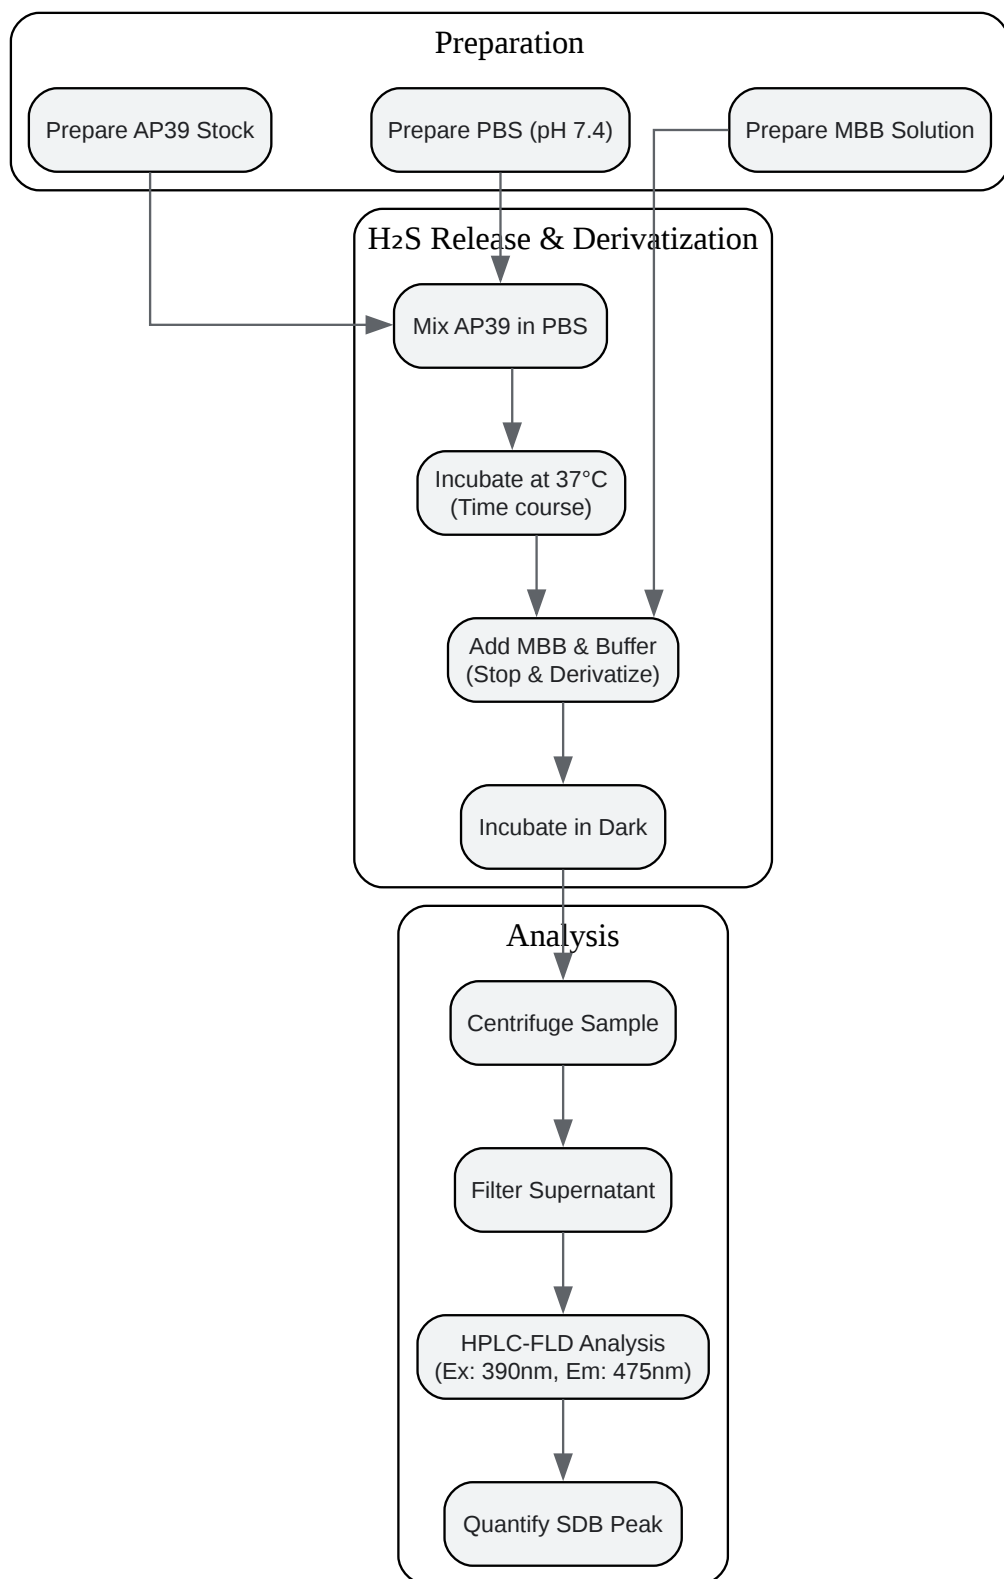 Preparation
Prepare AP39 Stock
Prepare PBS (pH 7.4)
Prepare MBB Solution
H₂S Release & Derivatization
Mix AP39 in PBS
Incubate at 37°C
(Time course)
Add MBB & Buffer
(Stop & Derivatize)
Incubate in Dark
Analysis
Centrifuge Sample
Filter Supernatant
HPLC-FLD Analysis
(Ex: 390nm, Em: 475nm)
Quantify SDB Peak